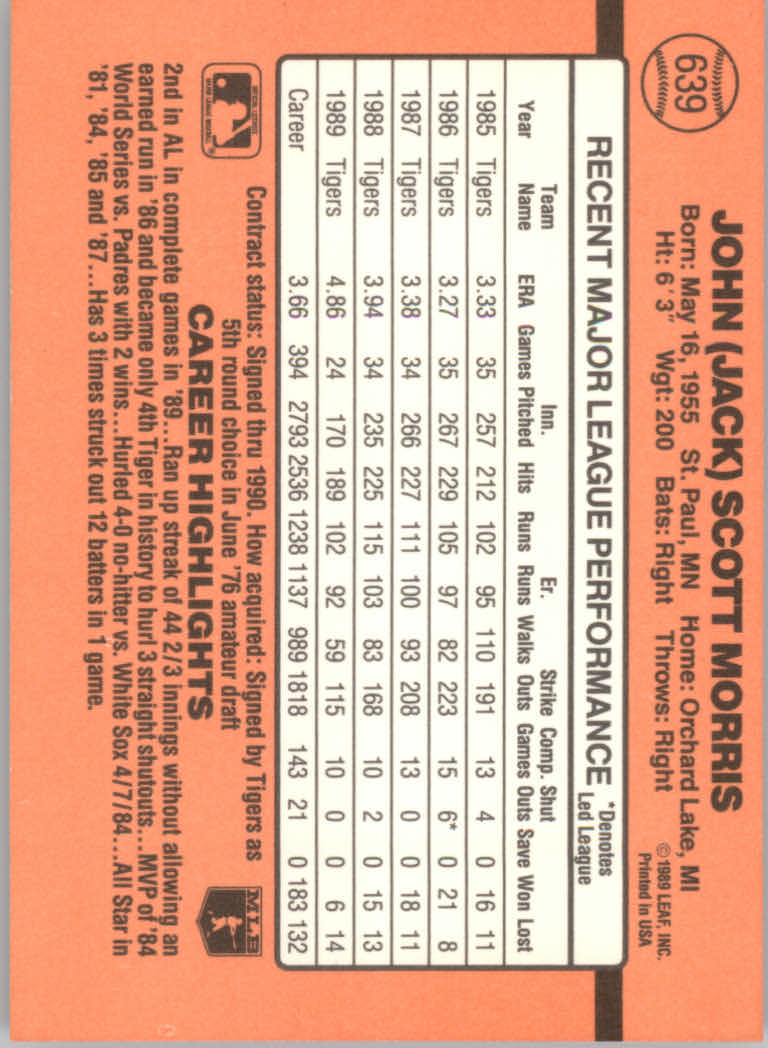 639
JOHN (JACK) SCOTT MORRIS
Born: May 16, 1955 St. Paul, MN Home: Orchard Lake, MI
Ht: 6' 3" Wgt: 200 Bats: Right Throws: Right
© 1989 LEAF, INC.
Printed in USA
RECENT MAJOR LEAGUE PERFORMANCE
*Denotes
Led League
Team Inn. Er. Strike Comp. Shut
Year Name ERA Games Pitched Hits Runs Runs Walks Outs Games Outs Save Won Lost
1985 Tigers 3.33 35 257 212 102 95 110 191 13 4 0 16 11
1986 Tigers 3.27 35 267 229 105 97 82 223 15 6* 0 21 8
1987 Tigers 3.38 34 266 227 111 100 93 208 13 0 0 18 11
1988 Tigers 3.94 34 235 225 115 103 83 168 10 2 0 15 13
1989 Tigers 4.86 24 170 189 102 92 59 115 10 0 0 6 14
Career 3.66 394 2793 2536 1238 1137 989 1818 143 21 0 183 132
Contract status: Signed thru 1990. How acquired: Signed by Tigers as
5th round choice in June '76 amateur draft
MLB
CAREER HIGHLIGHTS
2nd in AL in complete games in '89...Ran up streak of 44 2/3 innings without allowing an
earned run in '86 and became only 4th Tiger in history to hurl 3 straight shutouts...MVP of '84
World Series vs. Padres with 2 wins...Hurled 4-0 no-hitter vs. White Sox 4/7/84...All Star in
'81, '84, '85 and '87...Has 3 times struck out 12 batters in 1 game.